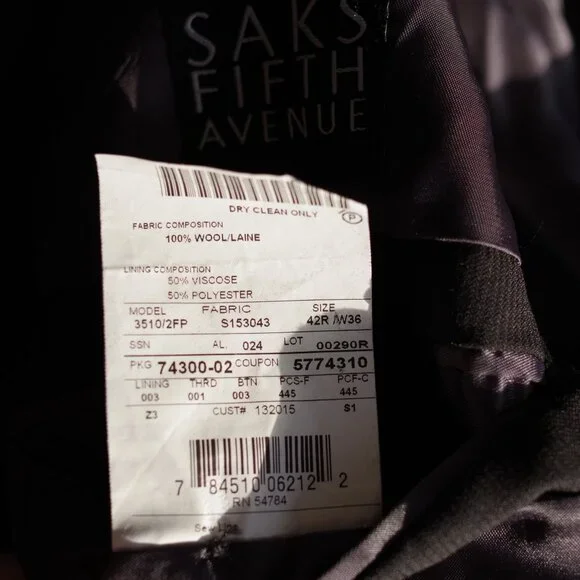 SAKS
FIFTH
AVENUE
DRY CLEAN ONLY P
FABRIC COMPOSITION
100% WOOL/LAINE
LINING COMPOSITION
50% VISCOSE
50% POLYESTER
MODEL FABRIC SIZE
3510/2FP S153043 42R /W36
SSN AL, 024 LOT 00290R
PKG 74300-02 COUPON 5774310
LINING THRD BTN PCS-F PCF-C
003 001 003 445 445
Z3 CUST# 132015 S1
7 84510 06212 2
RN 54784
Sew Line